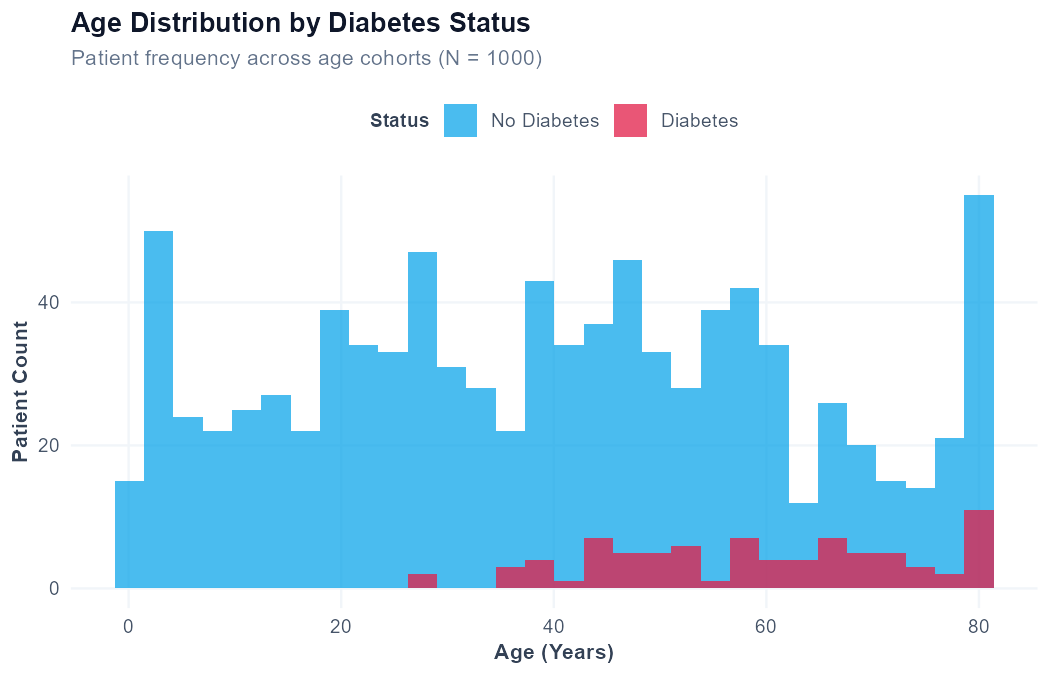 Age Distribution by Diabetes Status
Patient frequency across age cohorts (N = 1000)
Status No Diabetes Diabetes
Patient Count
40
20
0
0 20 40 60 80
Age (Years)